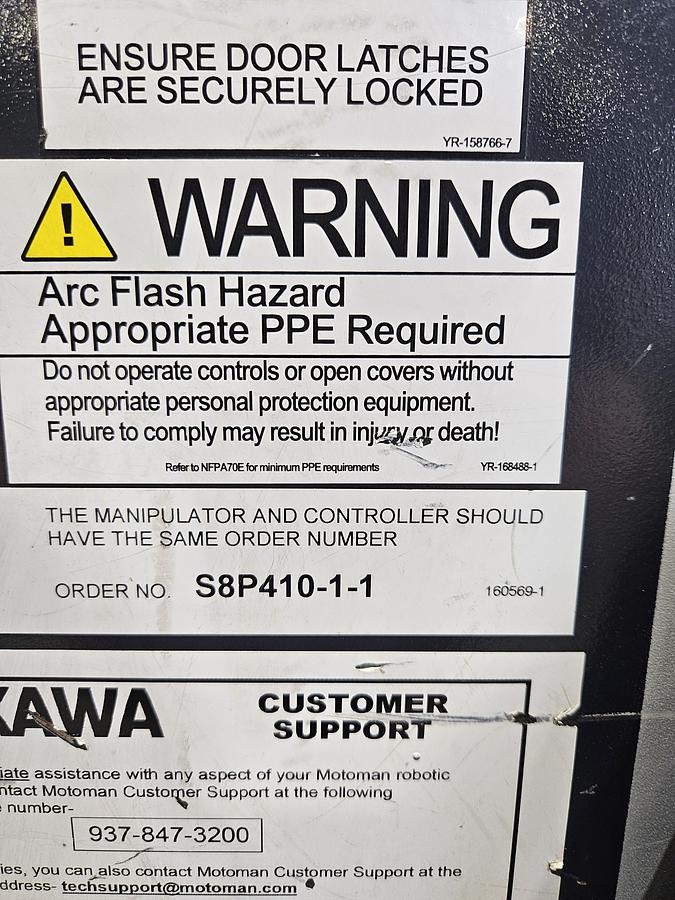 ENSURE DOOR LATCHES
ARE SECURELY LOCKED
YR-158766-7
! WARNING
Arc Flash Hazard
Appropriate PPE Required
Do not operate controls or open covers without
appropriate personal protection equipment.
Failure to comply may result in injury or death!
Refer to NFPA70E for minimum PPE requirements YR-168488-1
THE MANIPULATOR AND CONTROLLER SHOULD
HAVE THE SAME ORDER NUMBER
ORDER NO. S8P410-1-1 160569-1
KAWA CUSTOMER
SUPPORT
iate assistance with any aspect of your Motoman robotic
ntact Motoman Customer Support at the following
number-
937-847-3200
ies, you can also contact Motoman Customer Support at the
ddress- techsupport@motoman.com